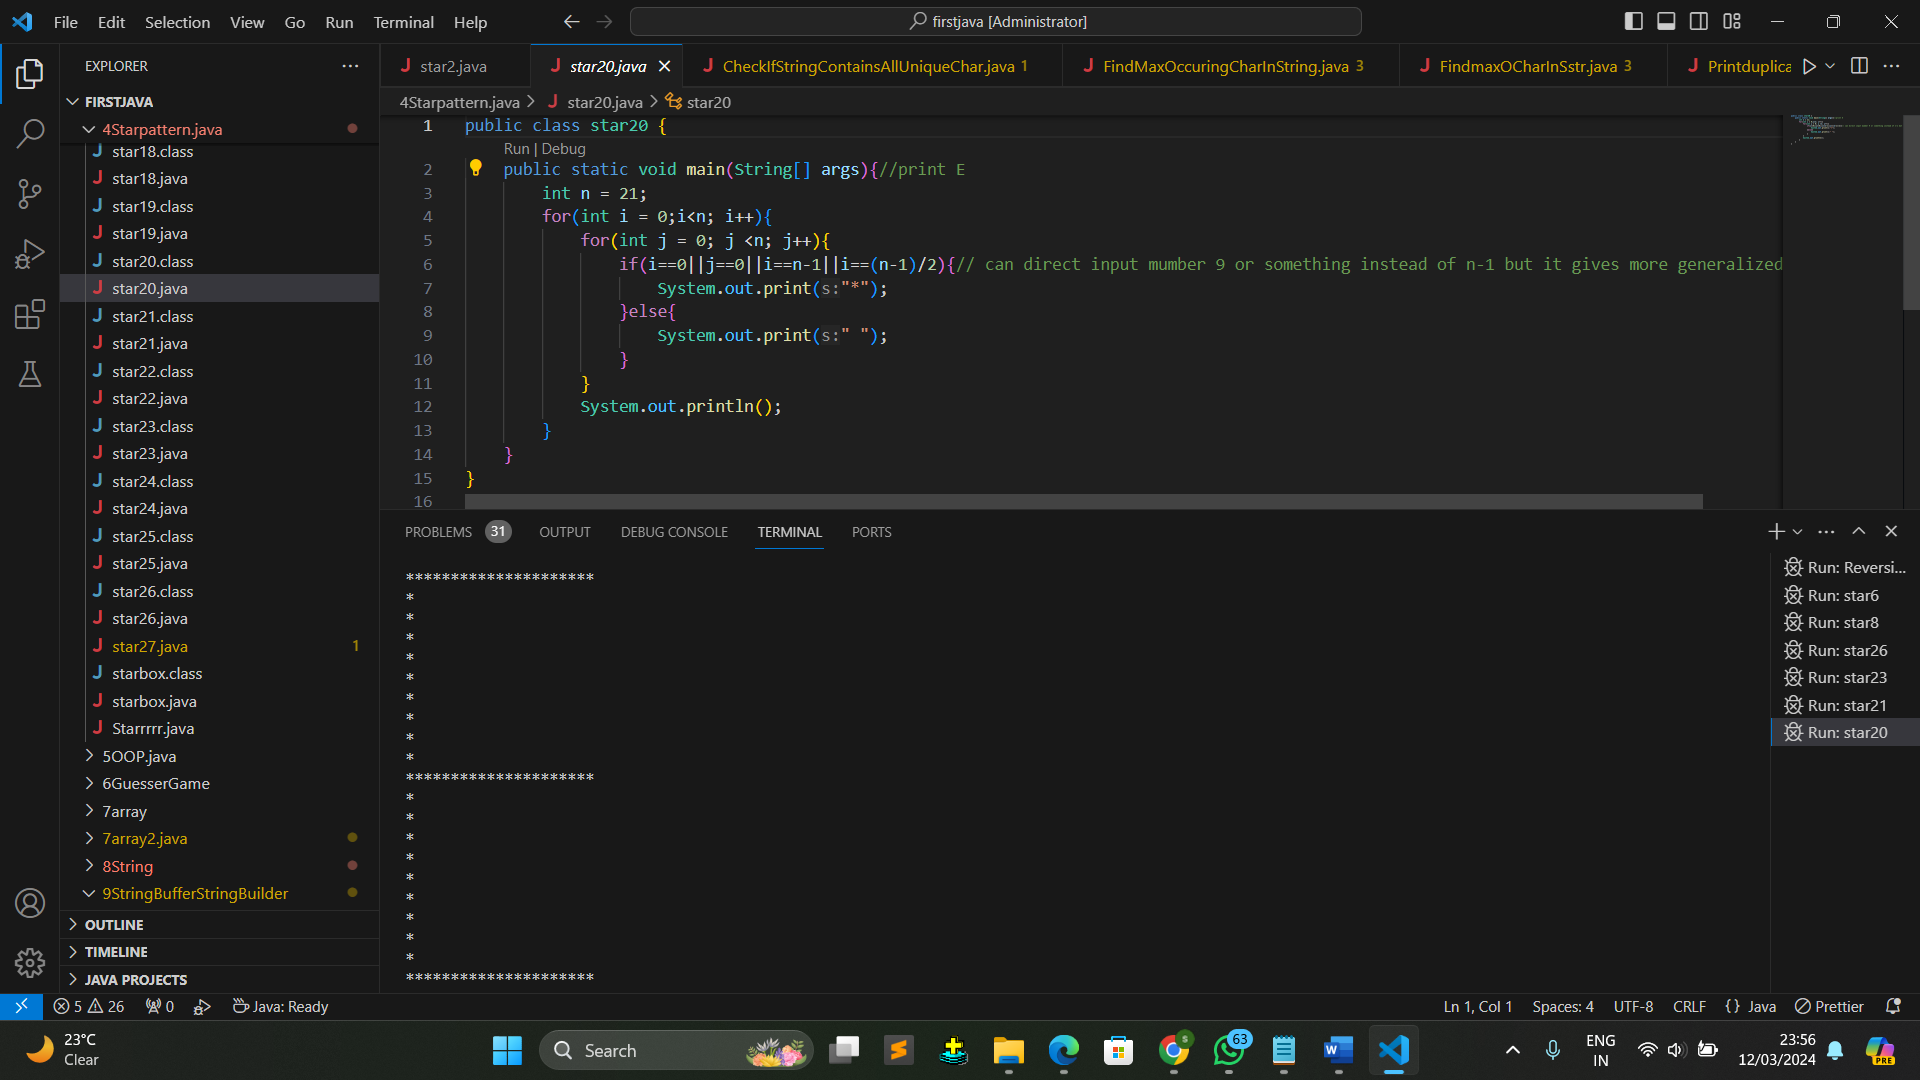 File Edit Selection View Go Run Terminal Help
firstjava [Administrator]
EXPLORER
star2.java
star20.java
CheckIfStringContainsAllUniqueChar.java 1
FindMaxOccuringCharInString.java 3
FindmaxOCharInSstr.java 3
Printduplica
FIRSTJAVA
4Starpattern.java
star18.class
star18.java
star19.class
star19.java
star20.class
star20.java
star21.class
star21.java
star22.class
star22.java
star23.class
star23.java
star24.class
star24.java
star25.class
star25.java
star26.class
star26.java
star27.java 1
starbox.class
starbox.java
Starrrrr.java
5OOP.java
6GuesserGame
7array
7array2.java
8String
9StringBufferStringBuilder
OUTLINE
TIMELINE
JAVA PROJECTS
4Starpattern.java > star20.java > star20
1 public class star20 {
Run | Debug
2 public static void main(String[] args){//print E
3 int n = 21;
4 for(int i = 0;i<n; i++){
5 for(int j = 0; j <n; j++){
6 if(i==0||j==0||i==n-1||i==(n-1)/2){// can direct input mumber 9 or something instead of n-1 but it gives more generalized
7 System.out.print(s:"*");
8 }else{
9 System.out.print(s:" ");
10 }
11 }
12 System.out.println();
13 }
14 }
15 }
16
PROBLEMS 31 OUTPUT DEBUG CONSOLE TERMINAL PORTS
*********************
*
*
*
*
*
*
*
*
*
*********************
*
*
*
*
*
*
*
*
*
*********************
Run: Reversi...
Run: star6
Run: star8
Run: star26
Run: star23
Run: star21
Run: star20
5 26 0 Java: Ready
Ln 1, Col 1 Spaces: 4 UTF-8 CRLF {} Java Prettier
23°C
Clear
Search
63
PRE
ENG
IN
23:56
12/03/2024